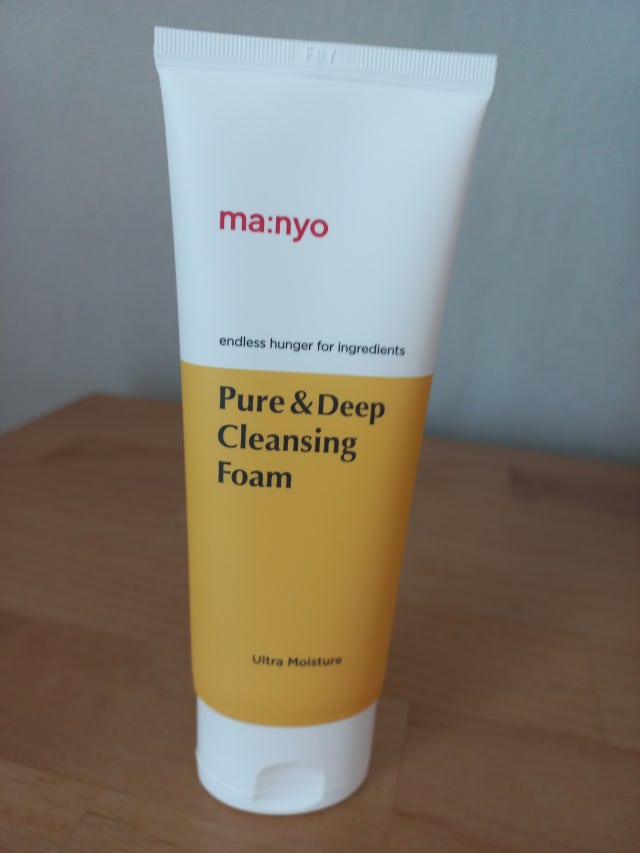 ma:nyo
endless hunger for ingredients
Pure & Deep
Cleansing
Foam
Ultra Moisture